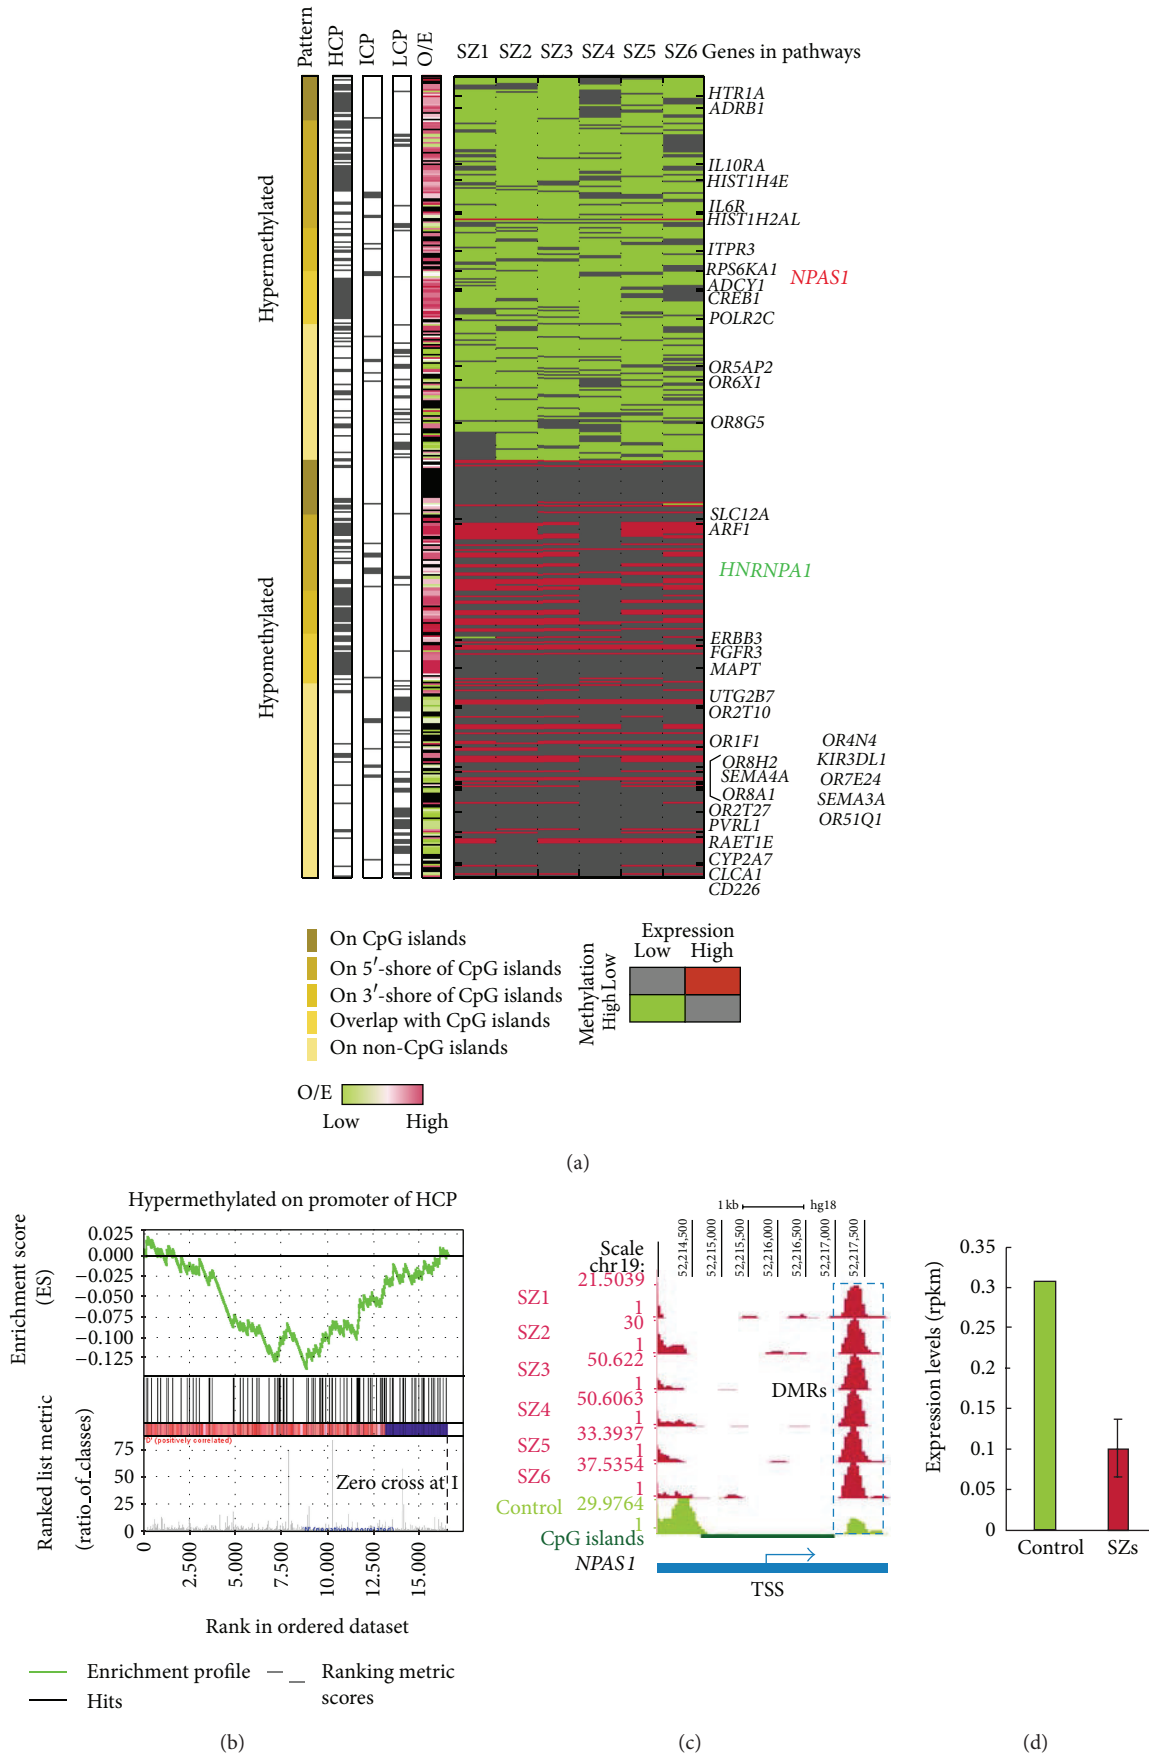 Pattern
HCP
ICP
LCP
O/E
SZ1 SZ2 SZ3 SZ4 SZ5 SZ6 Genes in pathways
Hypermethylated
Hypomethylated
HTR1A
ADRB1
IL10RA
HIST1H4E
IL6R
HIST1H2AL
ITPR3
RPS6KA1
ADCY1
NPAS1
CREB1
POLR2C
OR5AP2
OR6X1
OR8G5
SLC12A
ARF1
HNRNPA1
ERBB3
FGFR3
MAPT
UTG2B7
OR2T10
OR1F1 OR4N4
OR8H2 KIR3DL1
SEMA4A OR7E24
OR8A1 SEMA3A
OR2T27 OR51Q1
PVRL1
RAET1E
CYP2A7
CLCA1
CD226
On CpG islands
On 5′-shore of CpG islands
On 3′-shore of CpG islands
Overlap with CpG islands
On non-CpG islands
Expression
Low High
Methylation
High Low
O/E
Low High
(a)
Hypermethylated on promoter of HCP
Enrichment score
(ES)
0.025
0.000
−0.025
−0.050
−0.075
−0.100
−0.125
Ranked list metric
(ratio_of_classes)
(positively correlated)
75
50
25
0
Zero cross at 1
(negatively correlated)
0 2.500 5.000 7.500 10.000 12.500 15.000
Rank in ordered dataset
Enrichment profile
Hits
Ranking metric
scores
(b)
1 kb hg18
Scale
chr19:
52,214,500 52,215,000 52,215,500 52,216,000 52,216,500 52,217,000 52,217,500
21.5039
SZ1
1
30
SZ2
1
50.622
SZ3
1
DMRs
50.6063
SZ4
1
33.3937
SZ5
1
37.5354
SZ6
1
Control 29.9764
1
CpG islands
NPAS1
TSS
(c)
Expression levels (rpkm)
0.35
0.3
0.25
0.2
0.15
0.1
0.05
0
Control SZs
(d)